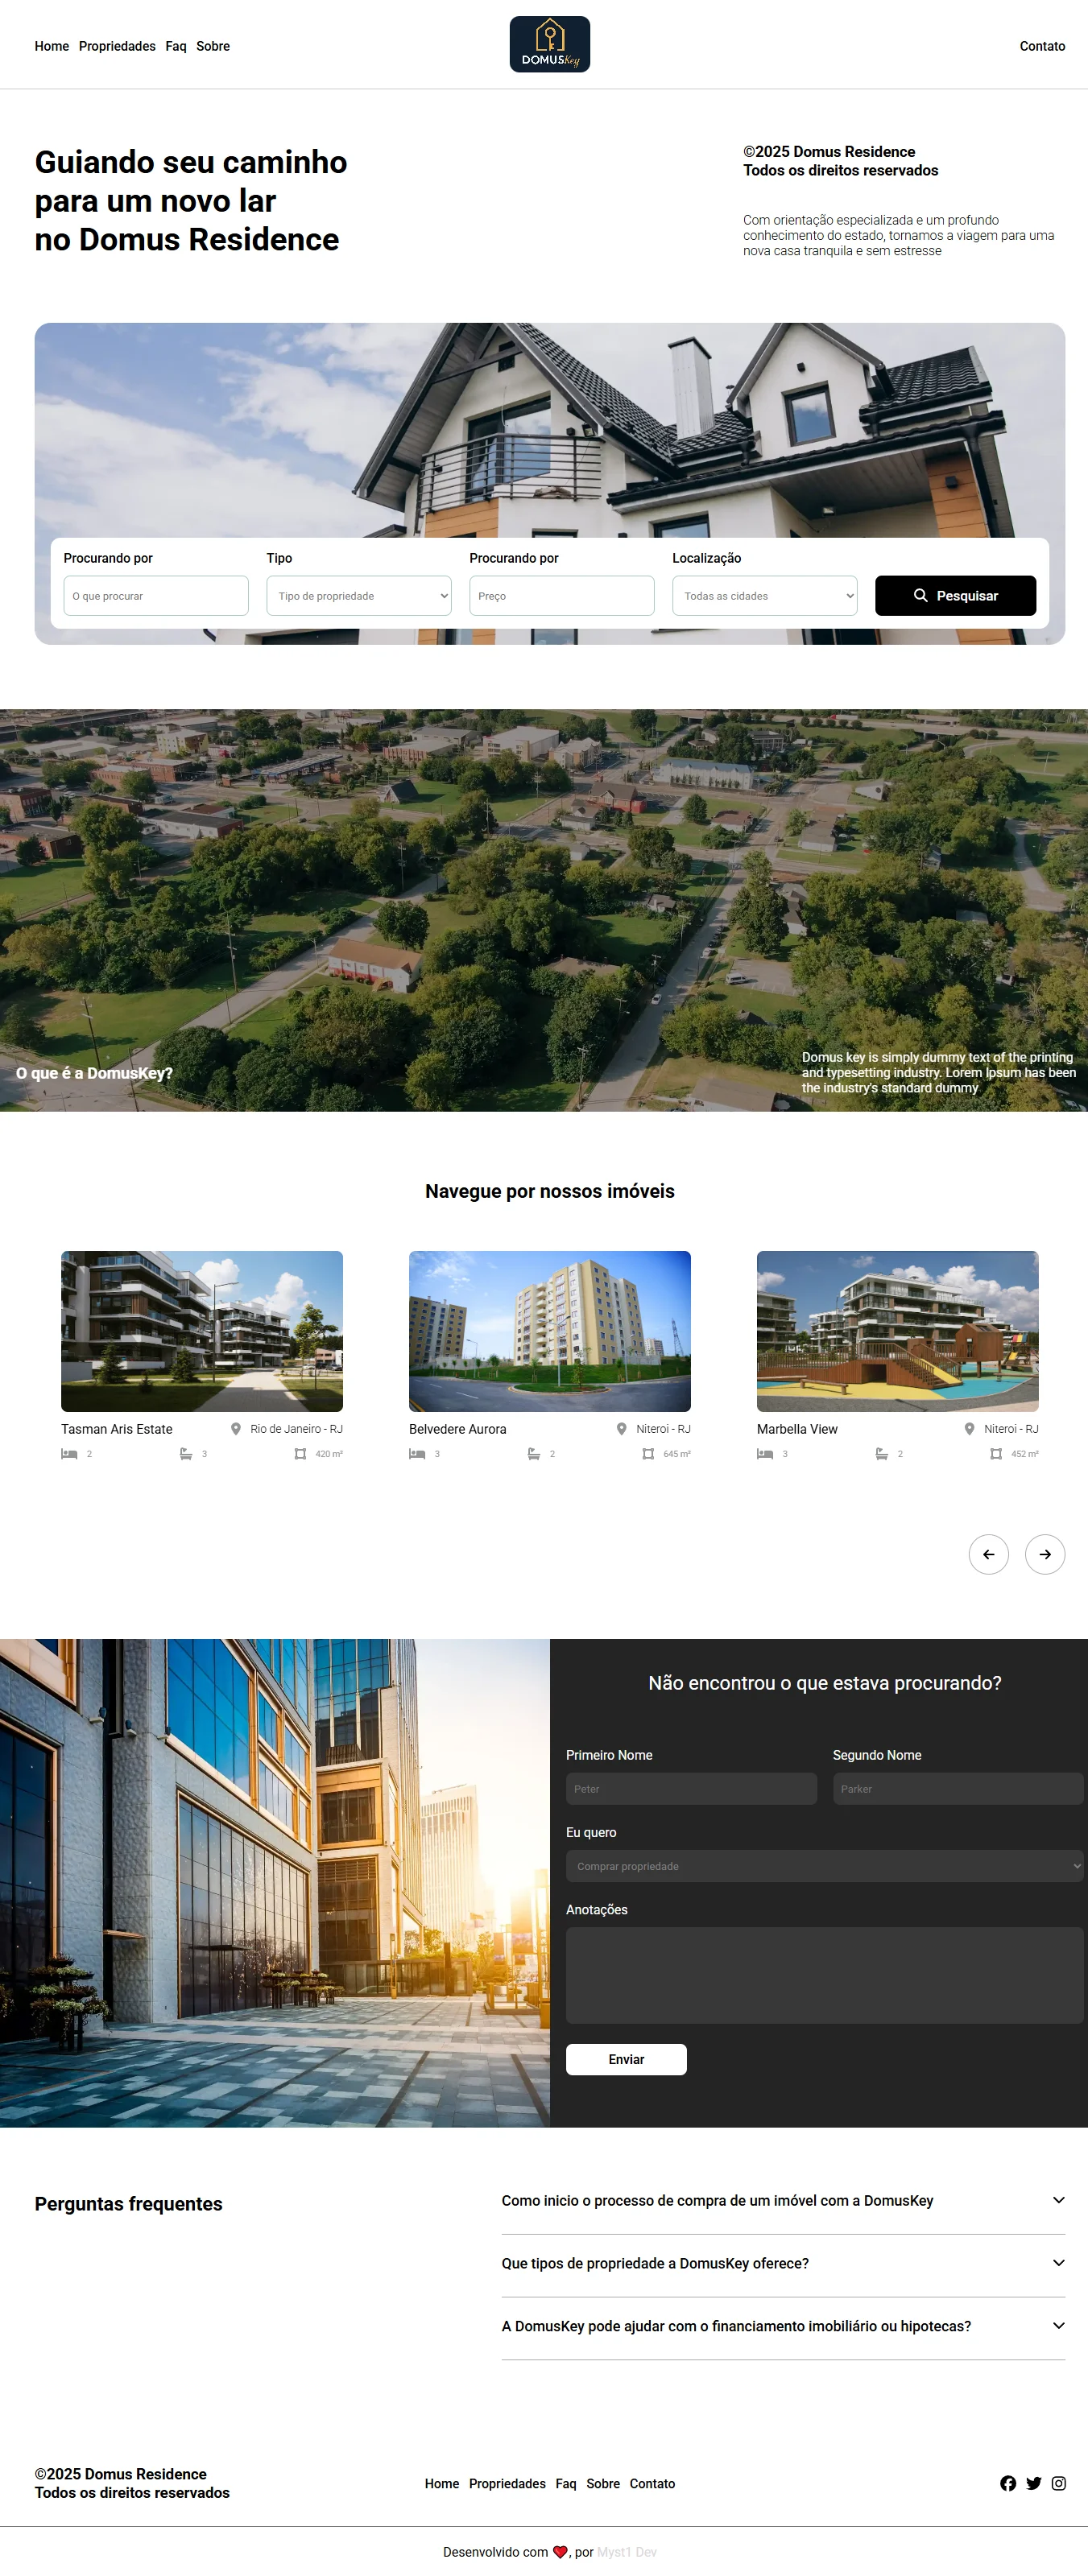 Home Propriedades Faq Sobre
DOMUSKey
Contato
Guiando seu caminho
para um novo lar
no Domus Residence
©2025 Domus Residence
Todos os direitos reservados
Com orientação especializada e um profundo
conhecimento do estado, tornamos a viagem para uma
nova casa tranquila e sem estresse
Procurando por
Tipo
Procurando por
Localização
O que procurar
Tipo de propriedade
Preço
Todas as cidades
Pesquisar
O que é a DomusKey?
Domus key is simply dummy text of the printing
and typesetting industry. Lorem Ipsum has been
the industry's standard dummy
Navegue por nossos imóveis
Tasman Aris Estate
Rio de Janeiro - RJ
2
3
420 m²
Belvedere Aurora
Niteroi - RJ
3
2
645 m²
Marbella View
Niteroi - RJ
3
2
452 m²
Não encontrou o que estava procurando?
Primeiro Nome
Segundo Nome
Peter
Parker
Eu quero
Comprar propriedade
Anotações
Enviar
Perguntas frequentes
Como inicio o processo de compra de um imóvel com a DomusKey
Que tipos de propriedade a DomusKey oferece?
A DomusKey pode ajudar com o financiamento imobiliário ou hipotecas?
©2025 Domus Residence
Todos os direitos reservados
Home Propriedades Faq Sobre Contato
Desenvolvido com ❤️, por Myst1 Dev